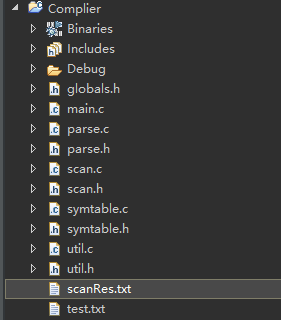 Complier
Binaries
Includes
Debug
globals.h
main.c
parse.c
parse.h
scan.c
scan.h
symtable.c
symtable.h
util.c
util.h
scanRes.txt
test.txt